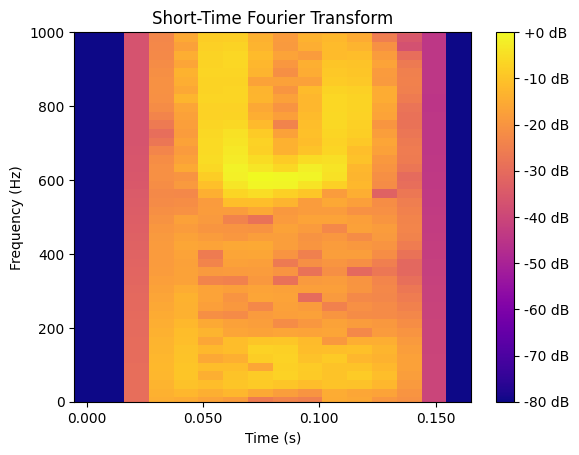 Short-Time Fourier Transform
Frequency (Hz)
1000
800
600
400
200
0
0.000
0.050
0.100
0.150
Time (s)
+0 dB
-10 dB
-20 dB
-30 dB
-40 dB
-50 dB
-60 dB
-70 dB
-80 dB